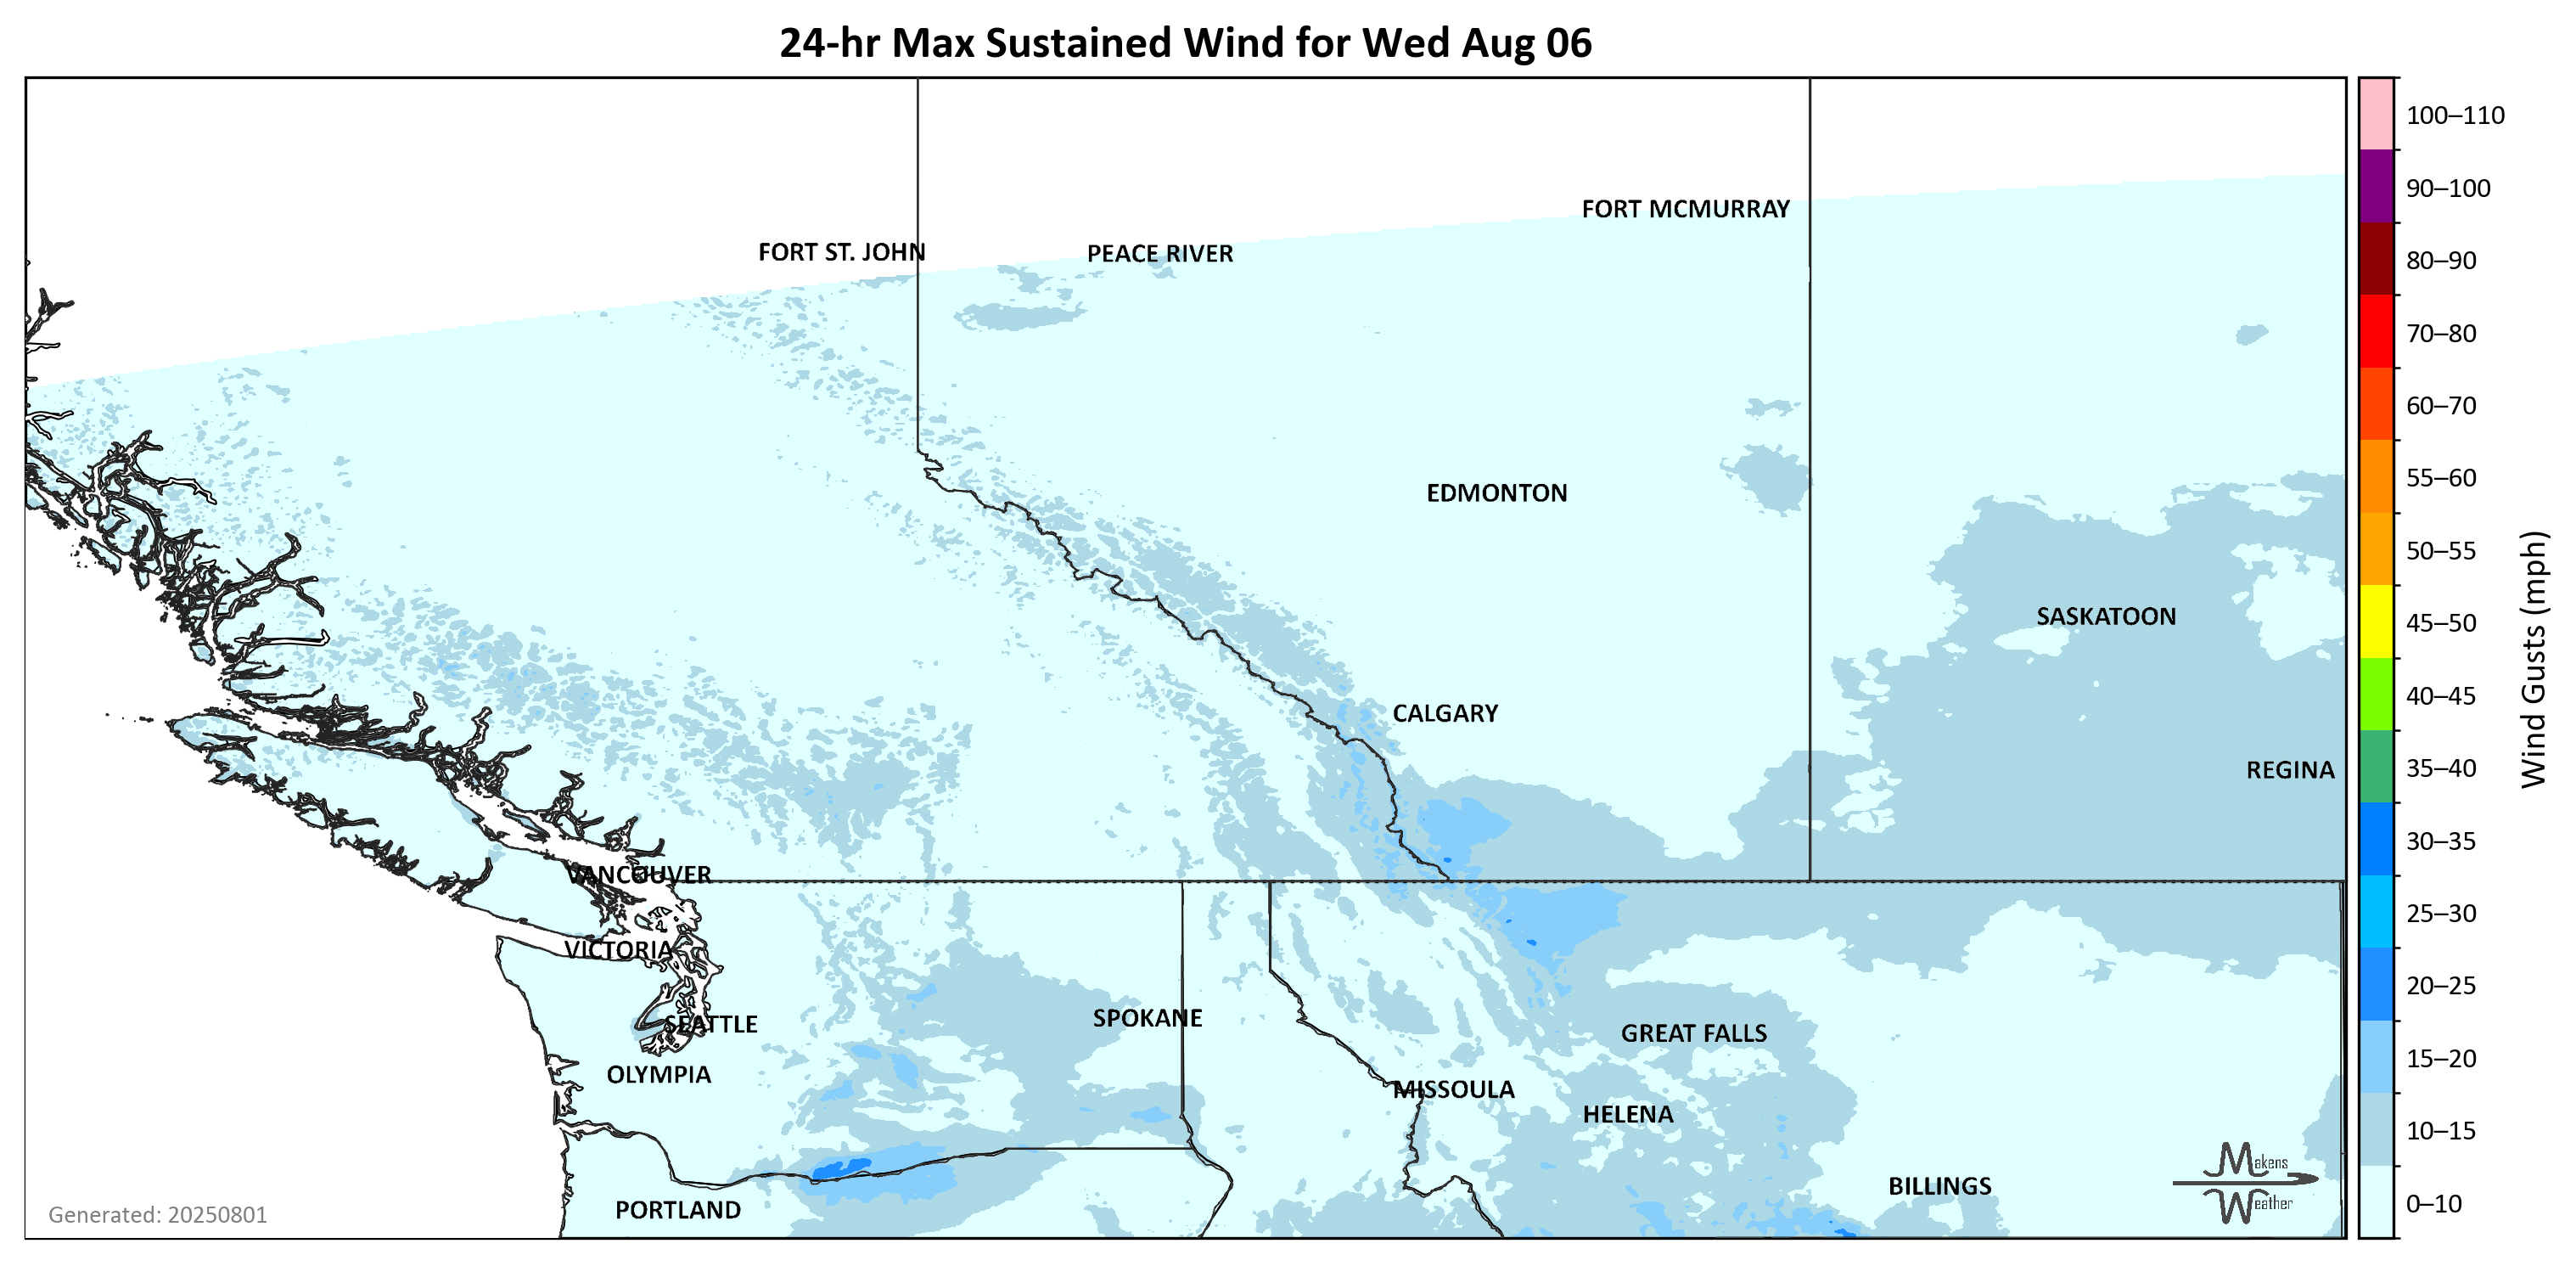 24-hr Max Sustained Wind for Wed Aug 06
100–110
90–100
80–90
70–80
60–70
55–60
50–55
45–50
40–45
35–40
30–35
25–30
20–25
15–20
10–15
0–10
Wind Gusts (mph)
FORT MCMURRAY
FORT ST. JOHN
PEACE RIVER
EDMONTON
SASKATOON
CALGARY
REGINA
VANCOUVER
VICTORIA
SEATTLE
SPOKANE
GREAT FALLS
OLYMPIA
MISSOULA
HELENA
BILLINGS
PORTLAND
Makens
Weather
Generated: 20250801